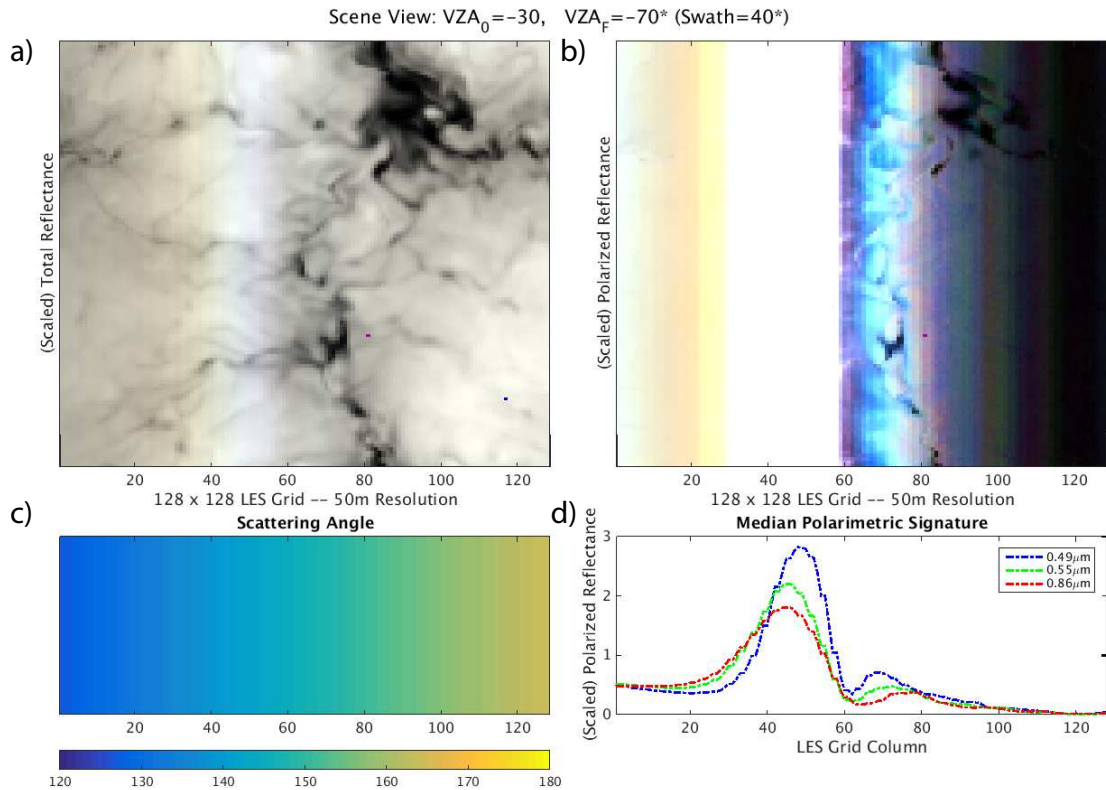 Scene View: VZA0=-30, VZAF=-70* (Swath=40*)
a)
b)
(Scaled) Total Reflectance
(Scaled) Polarized Reflectance
20 40 60 80 100 120
20 40 60 80 100 120
128 x 128 LES Grid -- 50m Resolution
128 x 128 LES Grid -- 50m Resolution
c)
Scattering Angle
d)
Median Polarimetric Signature
(Scaled) Polarized Reflectance
3
2
1
0
0.49μm
0.55μm
0.86μm
20 40 60 80 100 120
20 40 60 80 100 120
LES Grid Column
120 130 140 150 160 170 180